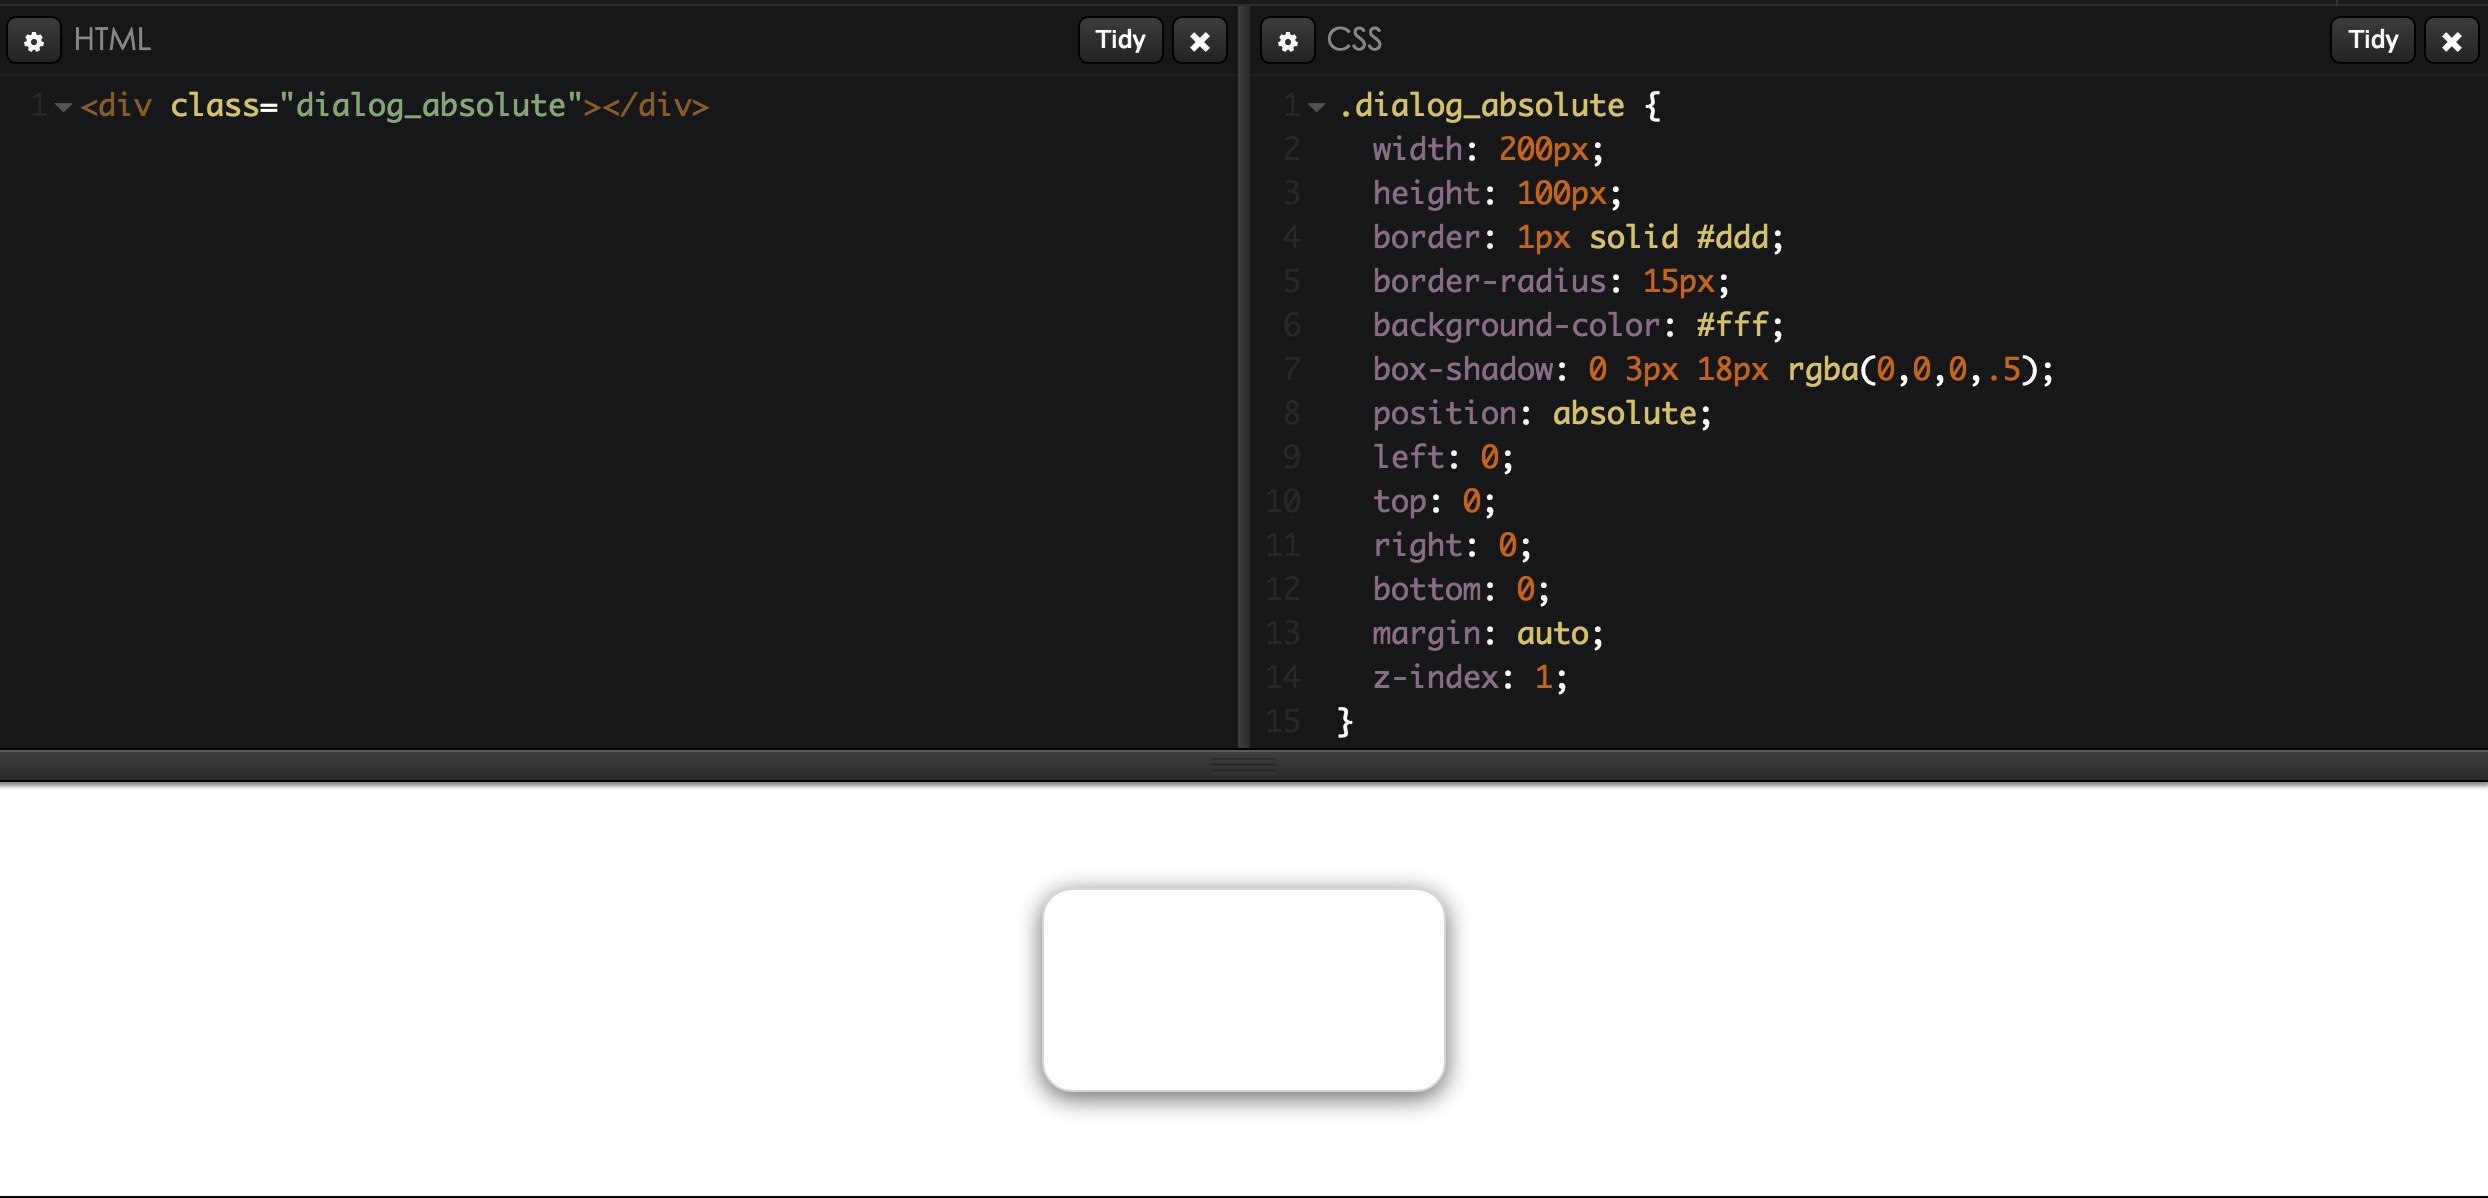 HTML
Tidy
1 <div class="dialog_absolute"></div>
CSS
Tidy
1 .dialog_absolute {
2 width: 200px;
3 height: 100px;
4 border: 1px solid #ddd;
5 border-radius: 15px;
6 background-color: #fff;
7 box-shadow: 0 3px 18px rgba(0,0,0,.5);
8 position: absolute;
9 left: 0;
10 top: 0;
11 right: 0;
12 bottom: 0;
13 margin: auto;
14 z-index: 1;
15 }